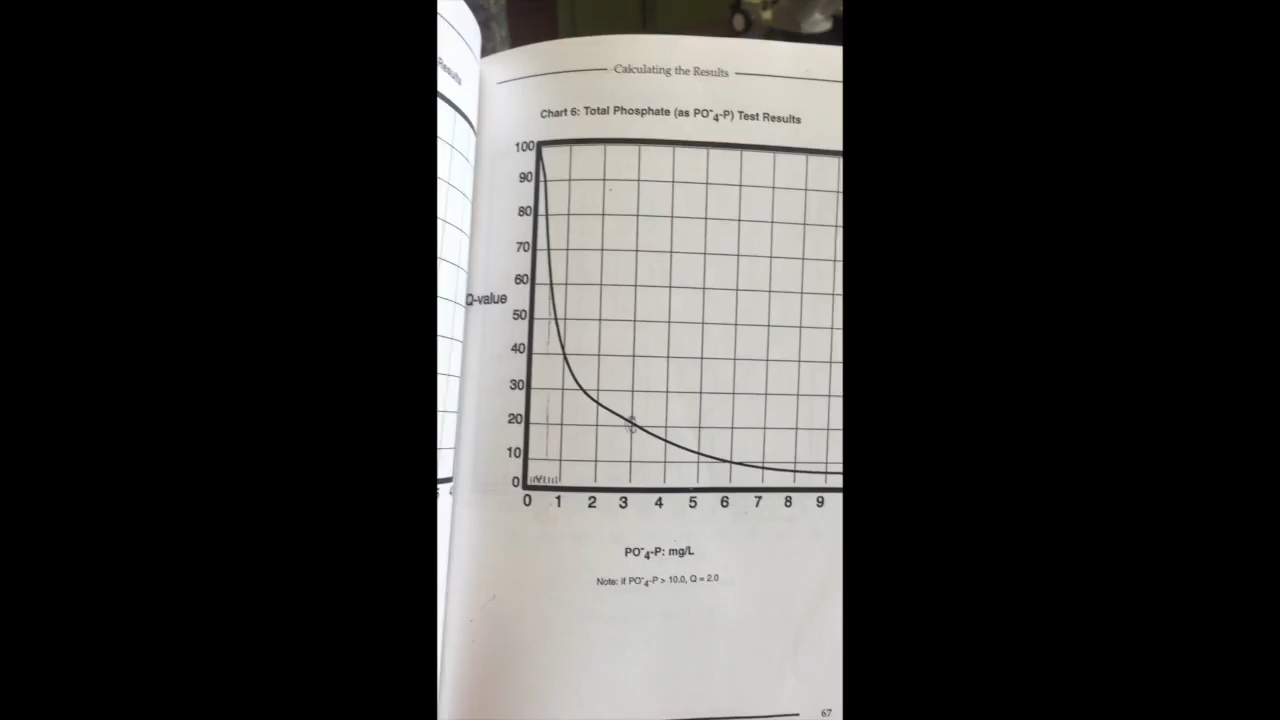 Results
Calculating the Results
Chart 6: Total Phosphate (as PO⁻₄-P) Test Results
100
90
80
70
60
Q-value
50
40
30
20
10
0
0 1 2 3 4 5 6 7 8 9
PO⁻₄-P: mg/L
Note: if PO⁻₄-P > 10.0, Q = 2.0
67